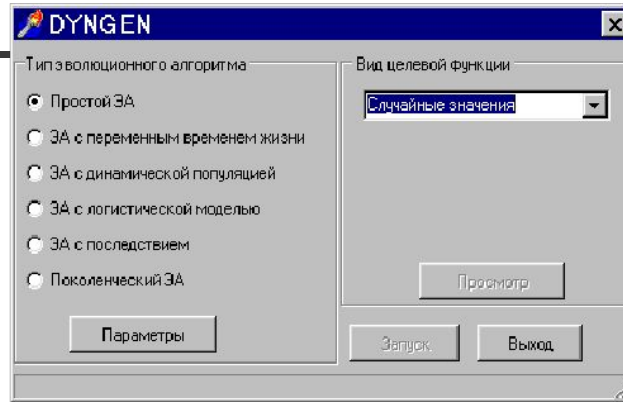 DYNGEN
Тип эволюционного алгоритма
Простой ЭА
ЭА с переменным временем жизни
ЭА с динамической популяцией
ЭА с логистической моделью
ЭА с последствием
Поколенческий ЭА
Параметры
Вид целевой функции
Случайные значения
Просмотр
Запуск
Выход